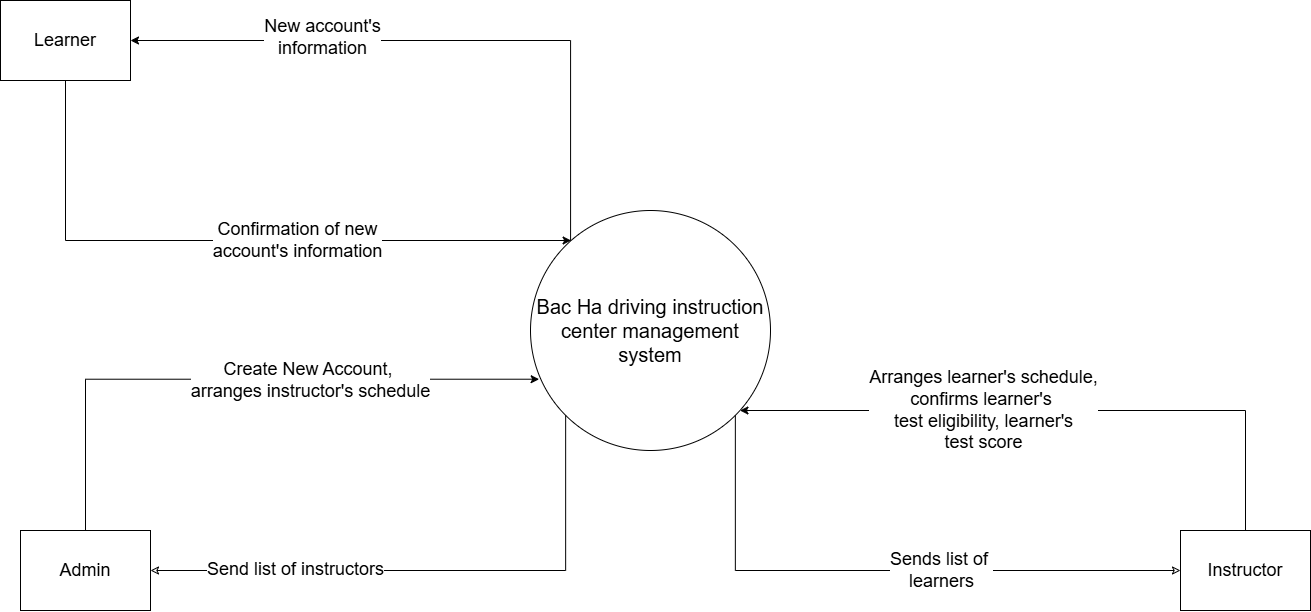 Learner
New account's
information
Confirmation of new
account's information
Bac Ha driving instruction
center management
system
Create New Account,
arranges instructor's schedule
Arranges learner's schedule,
confirms learner's
test eligibility, learner's
test score
Admin
Send list of instructors
Sends list of
learners
Instructor